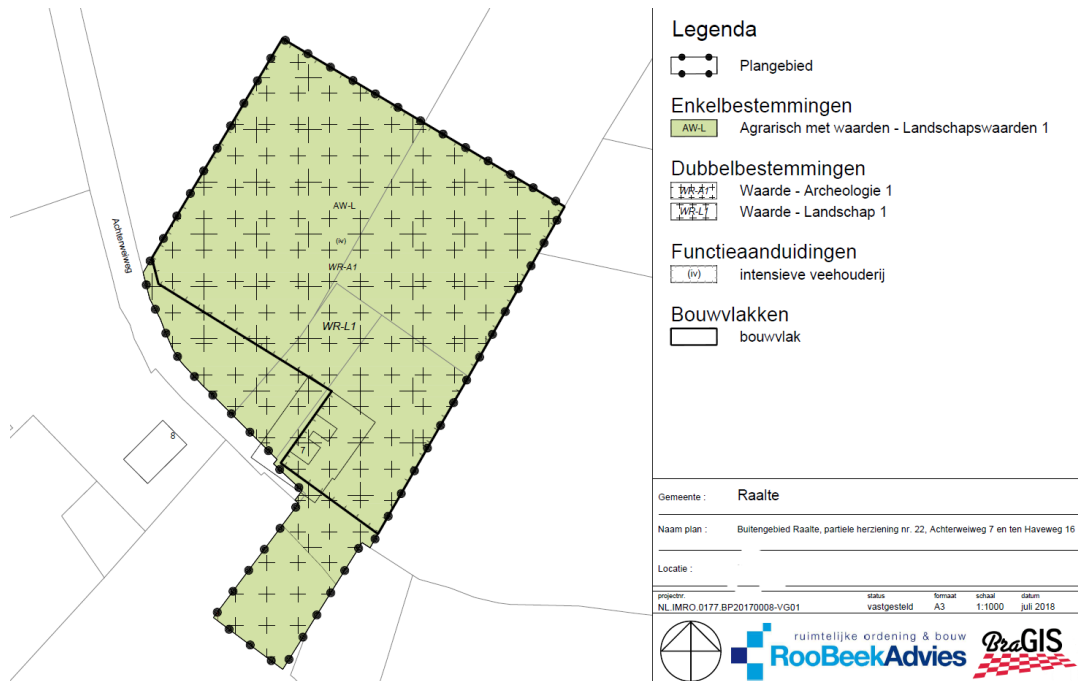 Achterweiweg
AW-L
(iv)
WR-A1
WR-L1
7
8
Legenda
Plangebied
Enkelbestemmingen
AW-L Agrarisch met waarden - Landschapswaarden 1
Dubbelbestemmingen
WR-A1 Waarde - Archeologie 1
WR-L1 Waarde - Landschap 1
Functieaanduidingen
(iv) intensieve veehouderij
Bouwvlakken
bouwvlak
Gemeente : Raalte
Naam plan : Buitengebied Raalte, partiele herziening nr. 22, Achterweiweg 7 en ten Haveweg 16
Locatie :
projectnr. status formaat schaal datum
NL.IMRO.0177.BP20170008-VG01 vastgesteld A3 1:1000 juli 2018
ruimtelijke ordening & bouw
RooBeekAdvies
BraGIS